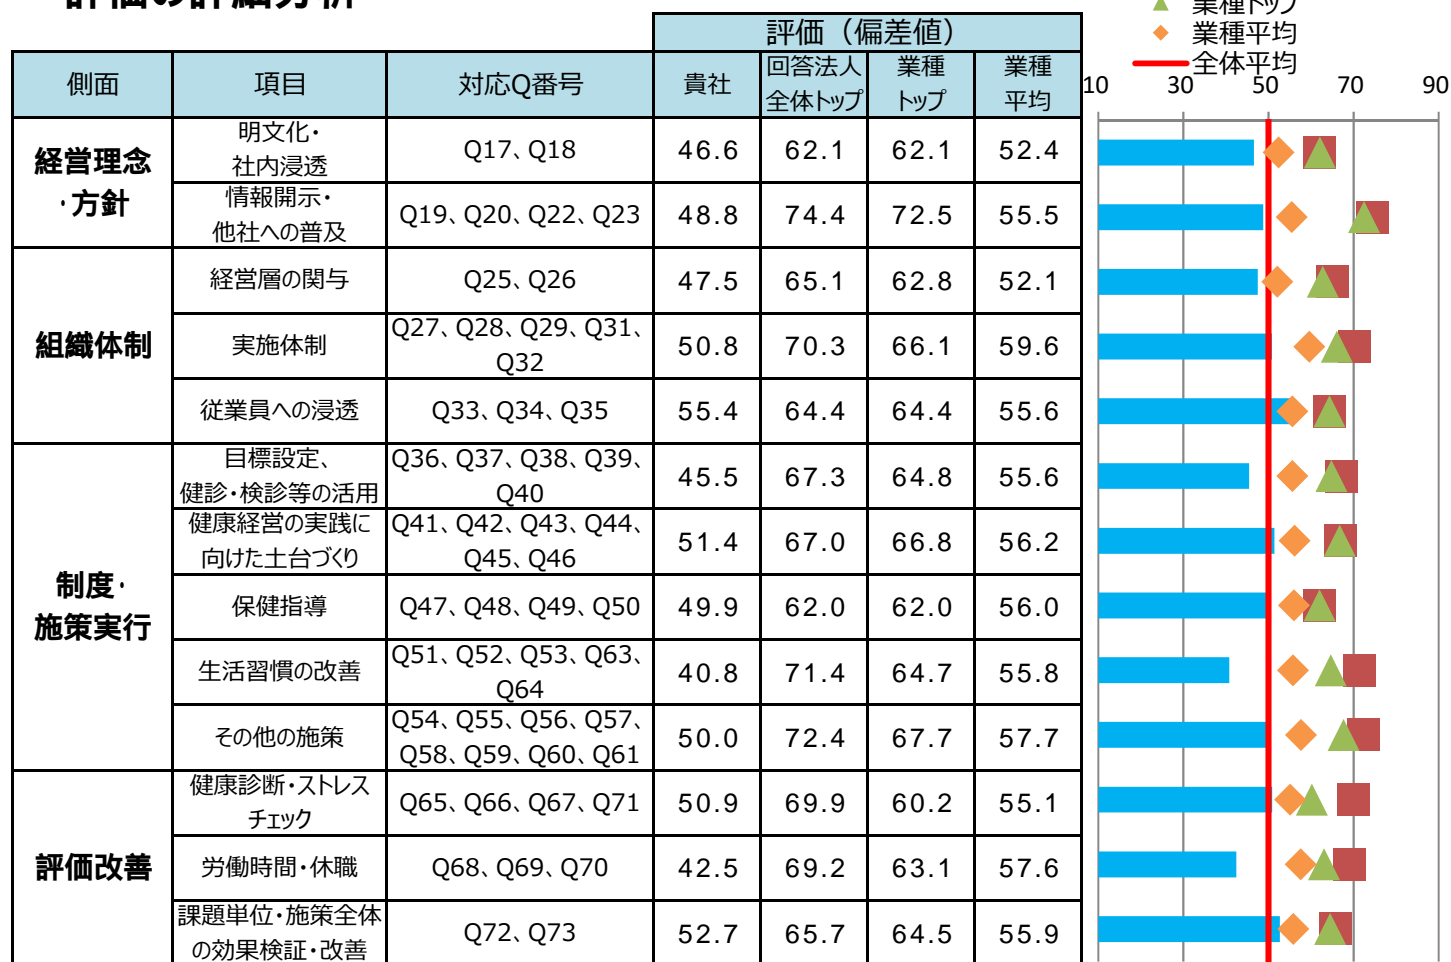 評価の詳細分析
業種トップ
業種平均
全体平均
評価（偏差値）
側面 項目 対応Q番号 貴社 回答法人全体トップ 業種トップ 業種平均
10 30 50 70 90
経営理念・方針
明文化・社内浸透 Q17、Q18 46.6 62.1 62.1 52.4
情報開示・他社への普及 Q19、Q20、Q22、Q23 48.8 74.4 72.5 55.5
組織体制
経営層の関与 Q25、Q26 47.5 65.1 62.8 52.1
実施体制 Q27、Q28、Q29、Q31、Q32 50.8 70.3 66.1 59.6
従業員への浸透 Q33、Q34、Q35 55.4 64.4 64.4 55.6
制度・施策実行
目標設定、健診・検診等の活用 Q36、Q37、Q38、Q39、Q40 45.5 67.3 64.8 55.6
健康経営の実践に向けた土台づくり Q41、Q42、Q43、Q44、Q45、Q46 51.4 67.0 66.8 56.2
保健指導 Q47、Q48、Q49、Q50 49.9 62.0 62.0 56.0
生活習慣の改善 Q51、Q52、Q53、Q63、Q64 40.8 71.4 64.7 55.8
その他の施策 Q54、Q55、Q56、Q57、Q58、Q59、Q60、Q61 50.0 72.4 67.7 57.7
評価改善
健康診断・ストレスチェック Q65、Q66、Q67、Q71 50.9 69.9 60.2 55.1
労働時間・休職 Q68、Q69、Q70 42.5 69.2 63.1 57.6
課題単位・施策全体の効果検証・改善 Q72、Q73 52.7 65.7 64.5 55.9